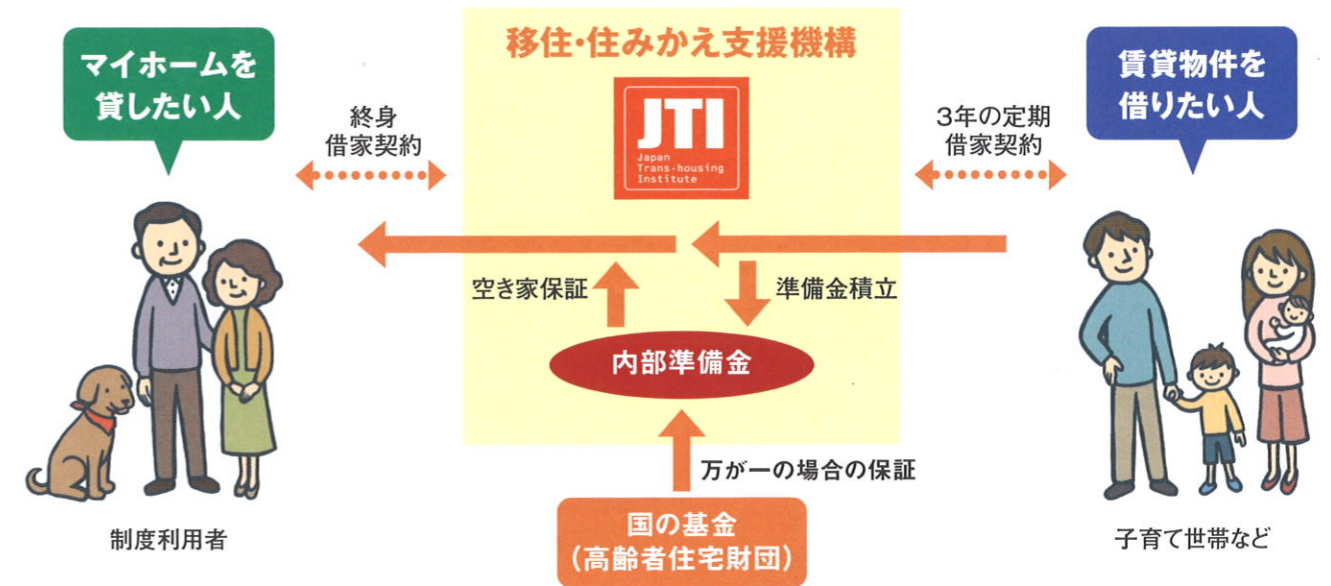 マイホームを
貸したい人
終身
借家契約
移住・住みかえ支援機構
JTI
Japan
Trans-housing
Institute
3年の定期
借家契約
賃貸物件を
借りたい人
空き家保証
準備金積立
内部準備金
万が一の場合の保証
国の基金
(高齢者住宅財団)
制度利用者
子育て世帯など